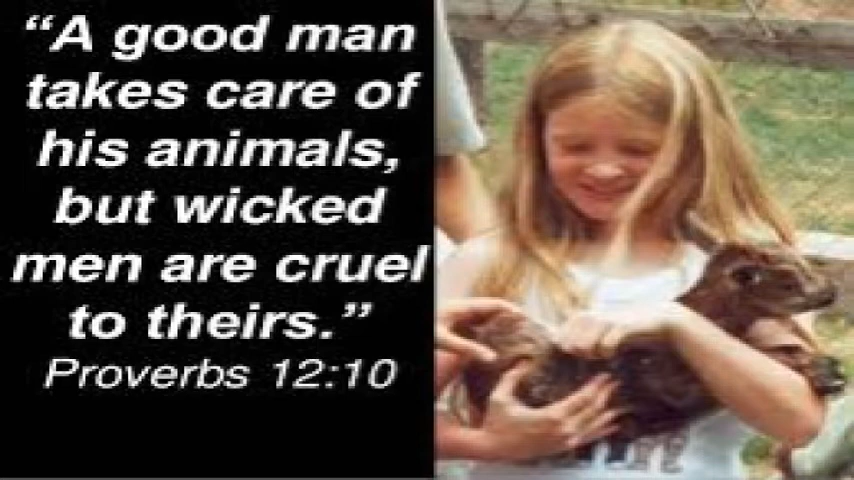 “A good man
takes care of
his animals,
but wicked
men are cruel
to theirs.”
Proverbs 12:10